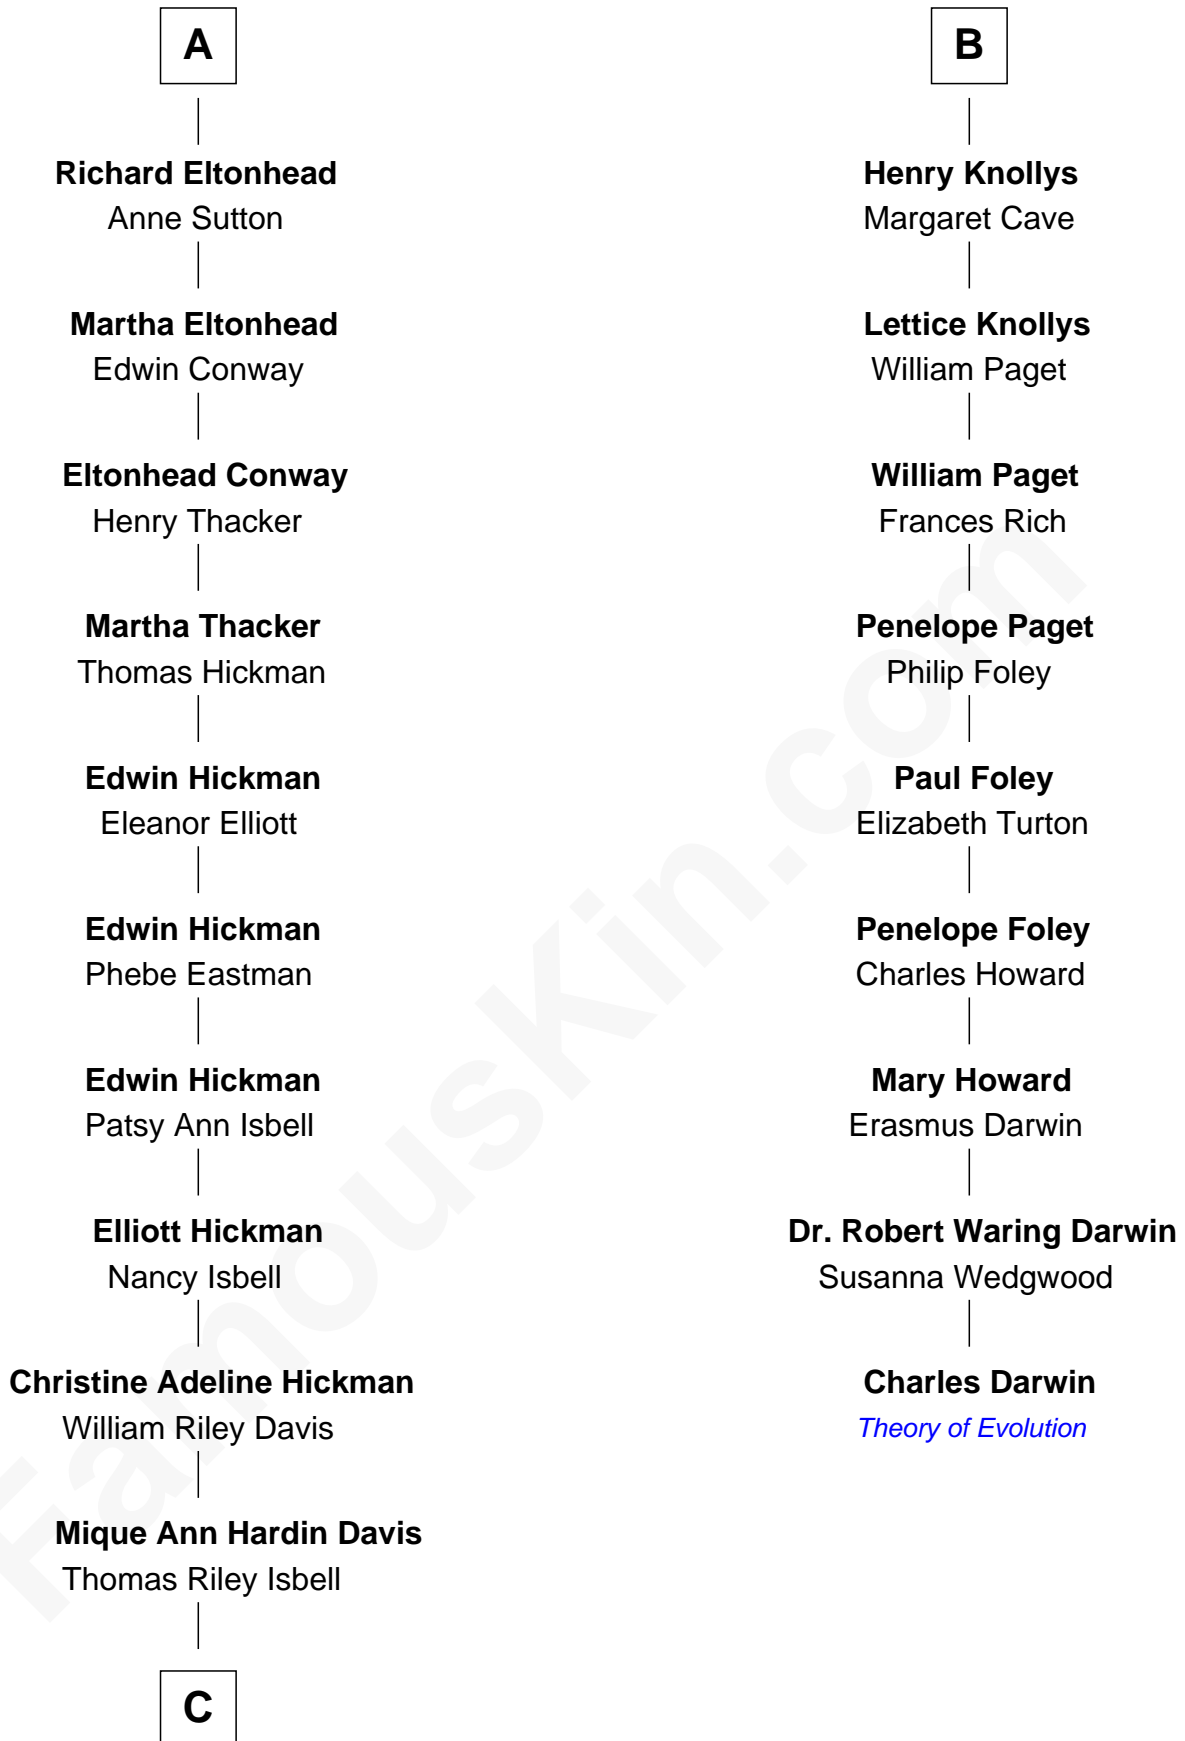 A
Richard Eltonhead
Anne Sutton
Martha Eltonhead
Edwin Conway
Eltonhead Conway
Henry Thacker
Martha Thacker
Thomas Hickman
Edwin Hickman
Eleanor Elliott
Edwin Hickman
Phebe Eastman
Edwin Hickman
Patsy Ann Isbell
Elliott Hickman
Nancy Isbell
Christine Adeline Hickman
William Riley Davis
Mique Ann Hardin Davis
Thomas Riley Isbell
C
B
Henry Knollys
Margaret Cave
Lettice Knollys
William Paget
William Paget
Frances Rich
Penelope Paget
Philip Foley
Paul Foley
Elizabeth Turton
Penelope Foley
Charles Howard
Mary Howard
Erasmus Darwin
Dr. Robert Waring Darwin
Susanna Wedgwood
Charles Darwin
Theory of Evolution
FamousKin.com